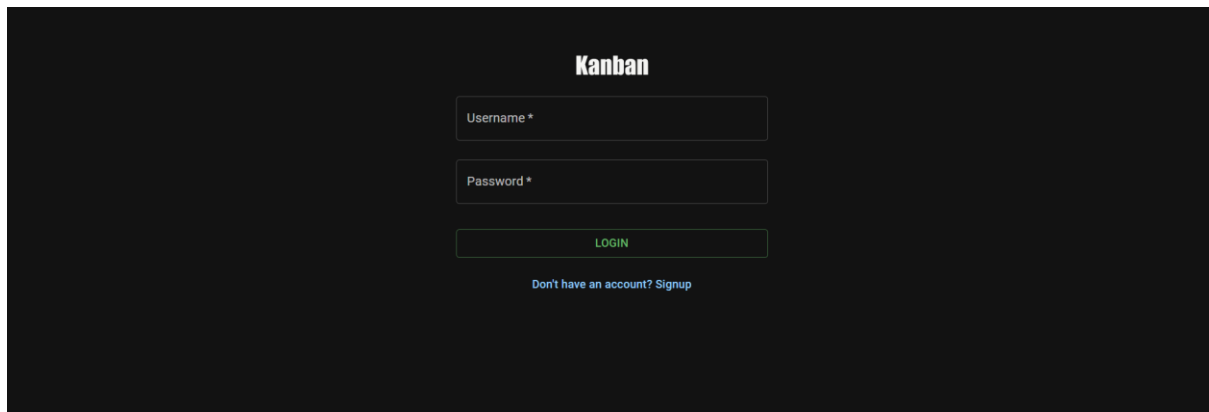 Kanban
Username *
Password *
LOGIN
Don't have an account? Signup